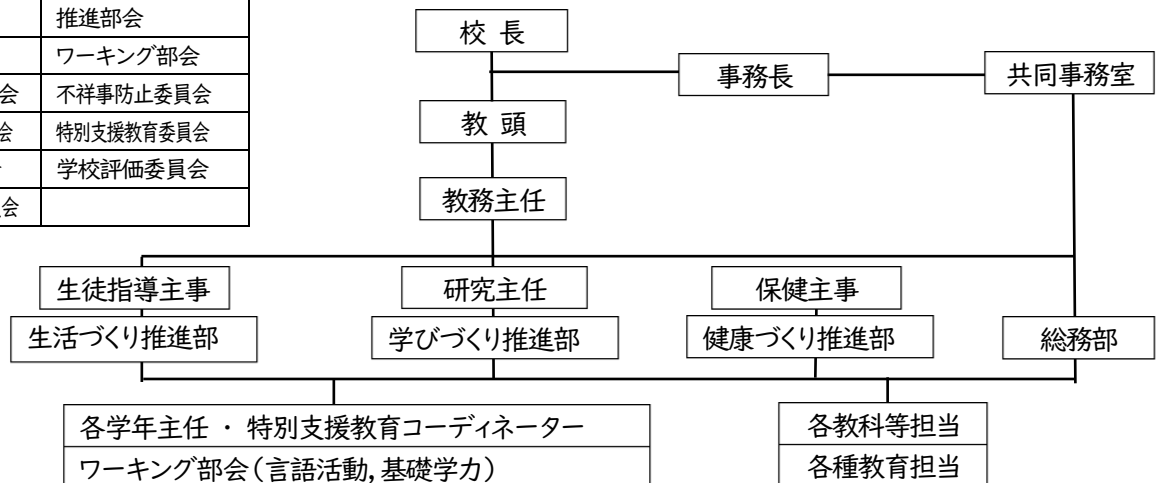 推進部会
ワーキング部会
会 不祥事防止委員会
会 特別支援教育委員会
学校評価委員会
会
校 長
事務長
共同事務室
教 頭
教務主任
生徒指導主事
研究主任
保健主事
生活づくり推進部
学びづくり推進部
健康づくり推進部
総務部
各学年主任 ・ 特別支援教育コーディネーター
各教科等担当
ワーキング部会(言語活動,基礎学力)
各種教育担当